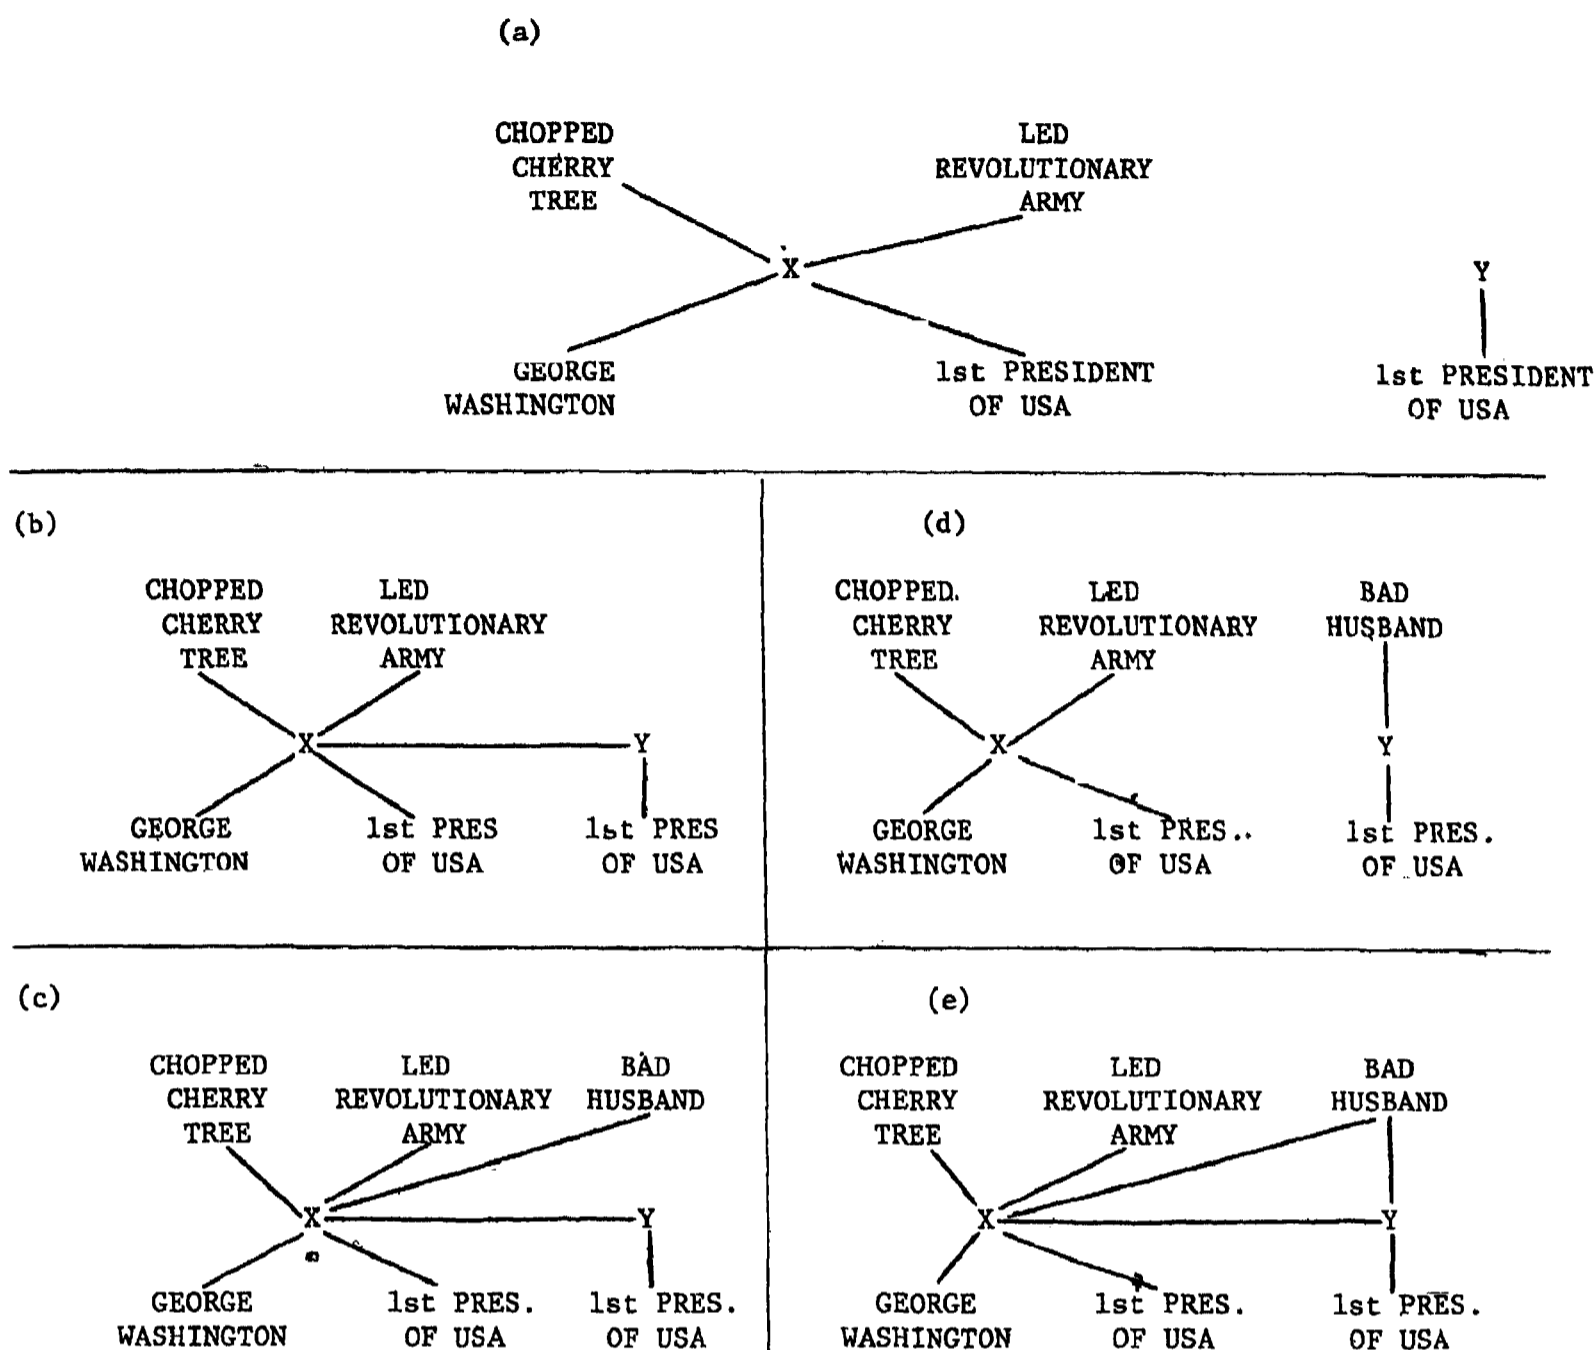 (a)
CHOPPED
CHERRY
TREE
LED
REVOLUTIONARY
ARMY
X
Y
GEORGE
WASHINGTON
1st PRESIDENT
OF USA
1st PRESIDENT
OF USA
(b)
CHOPPED
CHERRY
TREE
LED
REVOLUTIONARY
ARMY
X
Y
GEORGE
WASHINGTON
1st PRES
OF USA
1st PRES
OF USA
(d)
CHOPPED.
CHERRY
TREE
LED
REVOLUTIONARY
ARMY
BAD
HUSBAND
X
Y
GEORGE
WASHINGTON
1st PRES..
OF USA
1st PRES.
OF USA
(c)
CHOPPED
CHERRY
TREE
LED
REVOLUTIONARY
ARMY
BAD
HUSBAND
X
Y
GEORGE
WASHINGTON
1st PRES.
OF USA
1st PRES.
OF USA
(e)
CHOPPED
CHERRY
TREE
LED
REVOLUTIONARY
ARMY
BAD
HUSBAND
X
Y
GEORGE
WASHINGTON
1st PRES.
OF USA
1st PRES.
OF USA